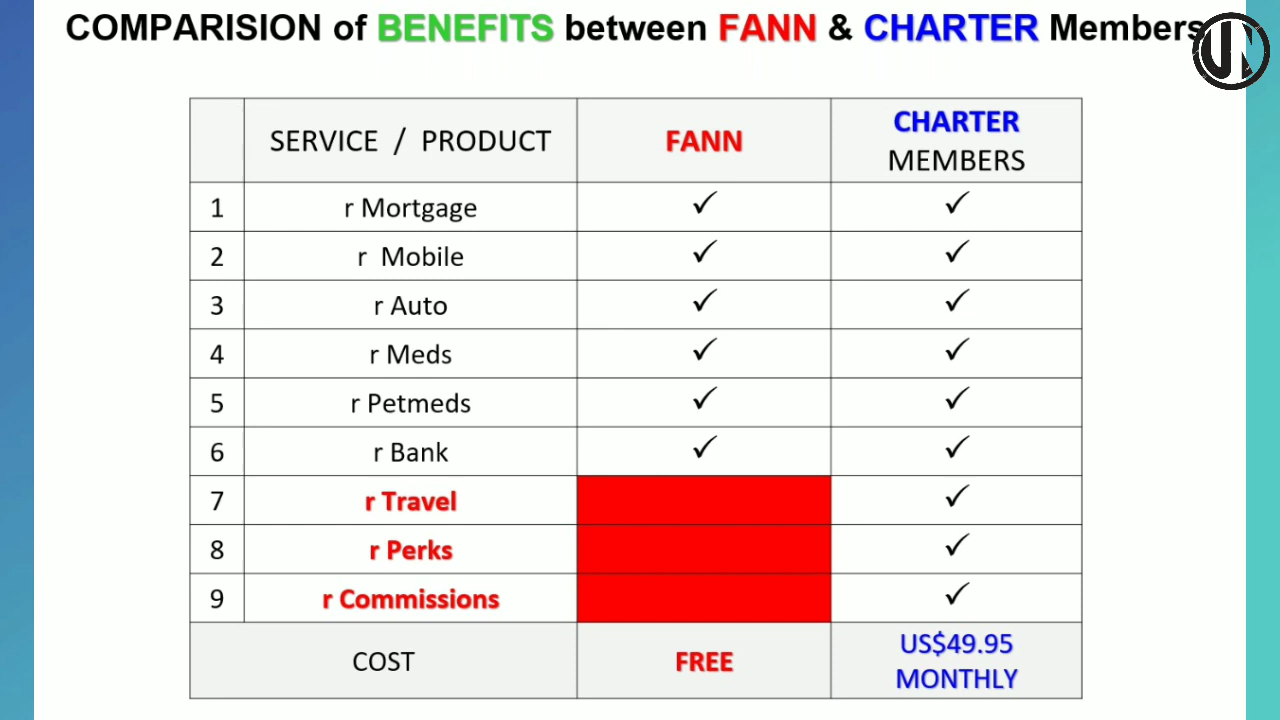 COMPARISION of BENEFITS between FANN & CHARTER Members
SERVICE / PRODUCT FANN CHARTER MEMBERS
1 r Mortgage ✓ ✓
2 r Mobile ✓ ✓
3 r Auto ✓ ✓
4 r Meds ✓ ✓
5 r Petmeds ✓ ✓
6 r Bank ✓ ✓
7 r Travel ✓
8 r Perks ✓
9 r Commissions ✓
COST FREE US$49.95 MONTHLY